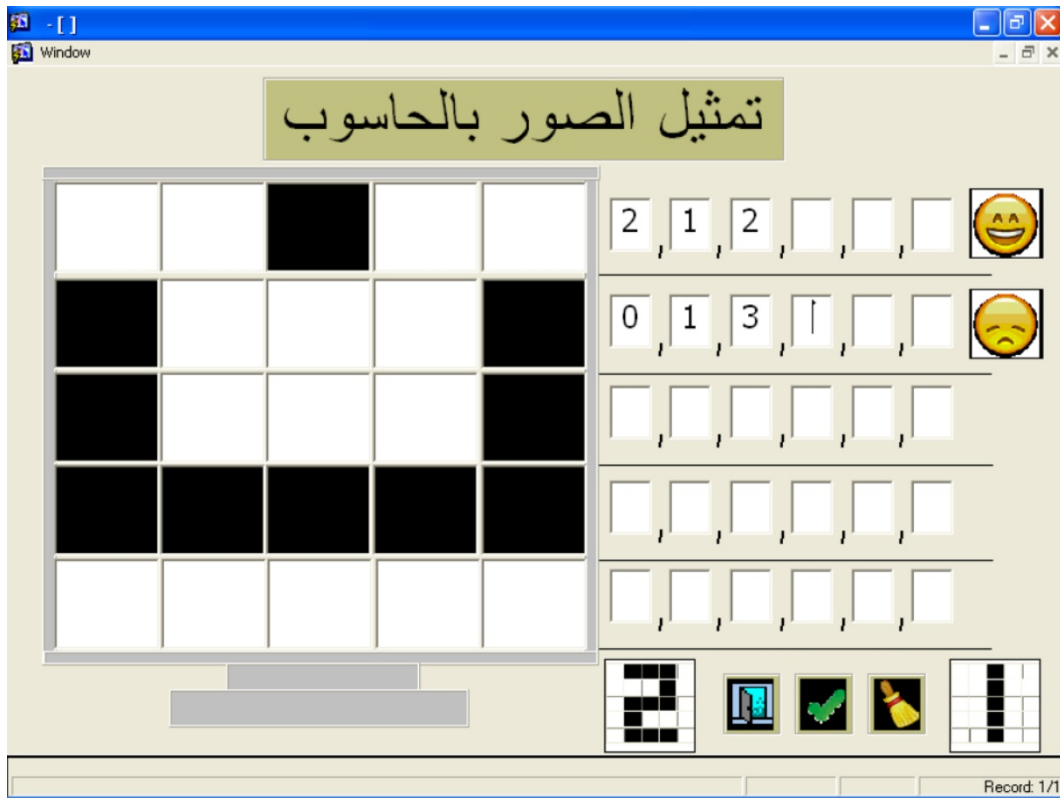 - [ ]
Window
تمثيل الصور بالحاسوب
2 , 1 , 2 , , ,
0 , 1 , 3 , , ,
, , , , ,
, , , , ,
, , , , ,
Record: 1/1